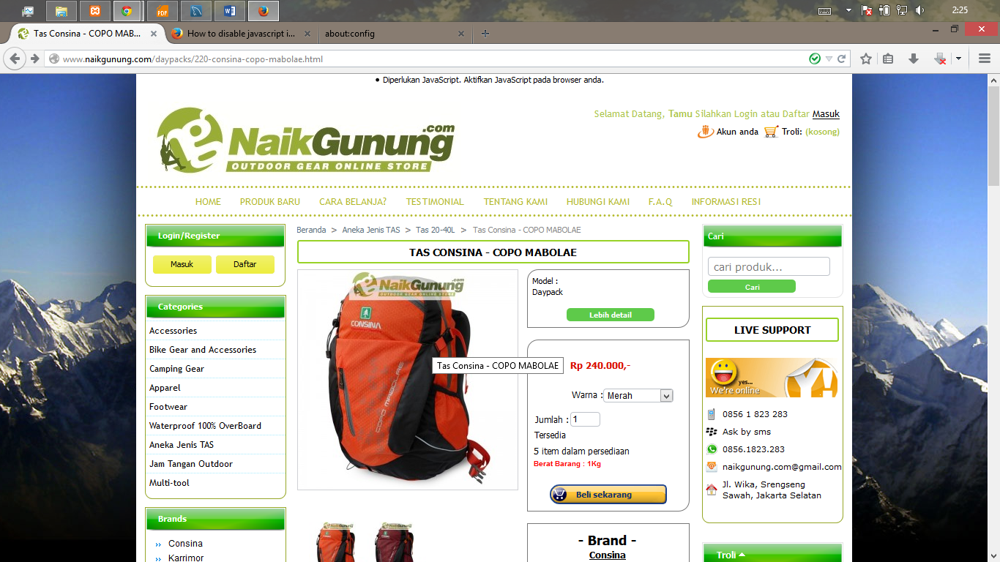 2:25
Tas Consina - COPO MAB...
How to disable javascript i...
about:config
www.naikgunung.com/daypacks/220-consina-copo-mabolae.html
• Diperlukan JavaScript. Aktifkan JavaScript pada browser anda.
NaikGunung.com
OUTDOOR GEAR ONLINE STORE
Selamat Datang, Tamu Silahkan Login atau Daftar Masuk
Akun anda Troli: (kosong)
HOME PRODUK BARU CARA BELANJA? TESTIMONIAL TENTANG KAMI HUBUNGI KAMI F.A.Q INFORMASI RESI
Login/Register
Masuk Daftar
Categories
Accessories
Bike Gear and Accessories
Camping Gear
Apparel
Footwear
Waterproof 100% OverBoard
Aneka Jenis TAS
Jam Tangan Outdoor
Multi-tool
Brands
Consina
Karrimor
Beranda > Aneka Jenis TAS > Tas 20-40L > Tas Consina - COPO MABOLAE
TAS CONSINA - COPO MABOLAE
NaikGunung.com
OUTDOOR GEAR ONLINE STORE
CONSINA
COPO MABOLAE
Tas Consina - COPO MABOLAE
NaikGunung
NaikGunung
Model :
Daypack
Lebih detail
Rp 240.000,-
Warna : Merah
Jumlah : 1
Tersedia
5 item dalam persediaan
Berat Barang : 1Kg
Beli sekarang
- Brand -
Consina
Cari
cari produk...
Cari
LIVE SUPPORT
yes...
We're online
Y!
0856 1 823 283
Ask by sms
0856.1823.283
naikgunung.com@gmail.com
Jl. Wika, Srengseng
Sawah, Jakarta Selatan
Troli